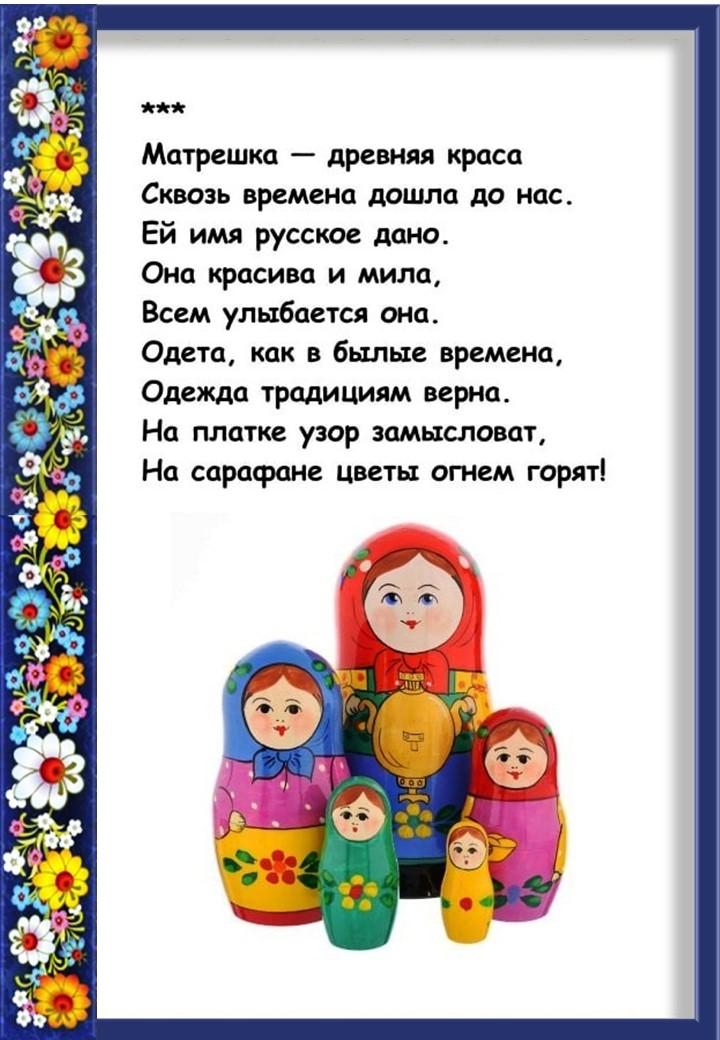 ***
Матрешка — древняя краса
Сквозь времена дошла до нас.
Ей имя русское дано.
Она красива и мила,
Всем улыбается она.
Одета, как в былые времена,
Одежда традициям верна.
На платке узор замысловат,
На сарафане цветы огнем горят!